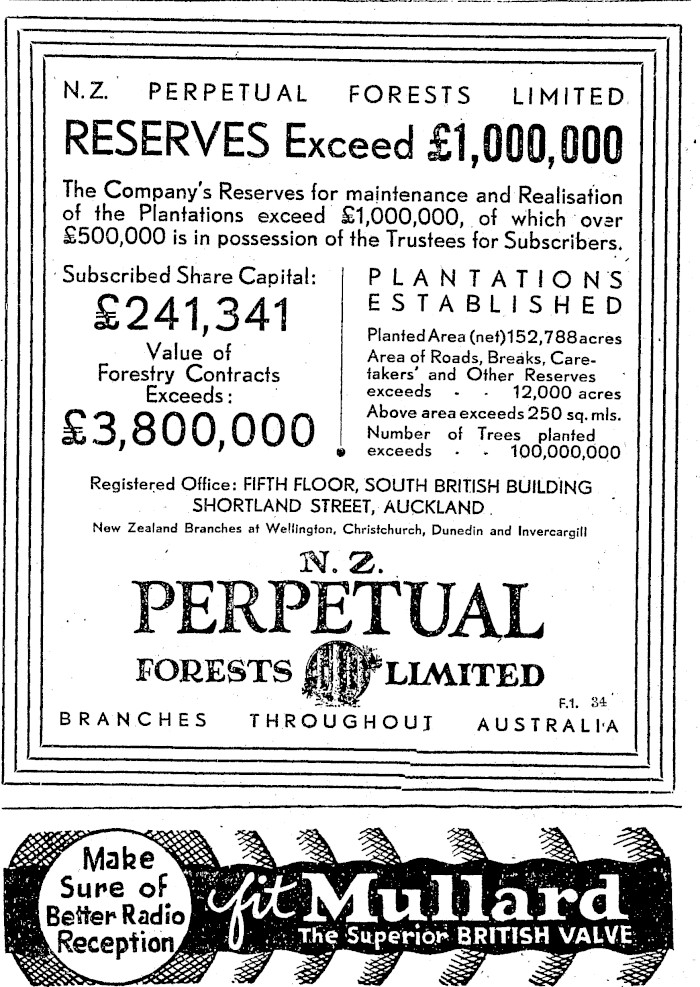 N.Z. PERPETUAL FORESTS LIMITED
RESERVES Exceed £1,000,000
The Company's Reserves for maintenance and Realisation
of the Plantations exceed £1,000,000, of which over
£500,000 is in possession of the Trustees for Subscribers.
Subscribed Share Capital:
£241,341
Value of
Forestry Contracts
Exceeds:
£3,800,000
PLANTATIONS
ESTABLISHED
Planted Area (net) 152,788 acres
Area of Roads, Breaks, Care-
takers' and Other Reserves
exceeds - - 12,000 acres
Above area exceeds 250 sq. mls.
Number of Trees planted
exceeds - - 100,000,000
Registered Office: FIFTH FLOOR, SOUTH BRITISH BUILDING
SHORTLAND STREET, AUCKLAND.
New Zealand Branches at Wellington, Christchurch, Dunedin and Invercargill
N. Z.
PERPETUAL
FORESTS LIMITED
F.1. 34
BRANCHES THROUGHOUT AUSTRALIA
Make
Sure of
Better Radio
Reception
fit Mullard
The Superior BRITISH VALVE